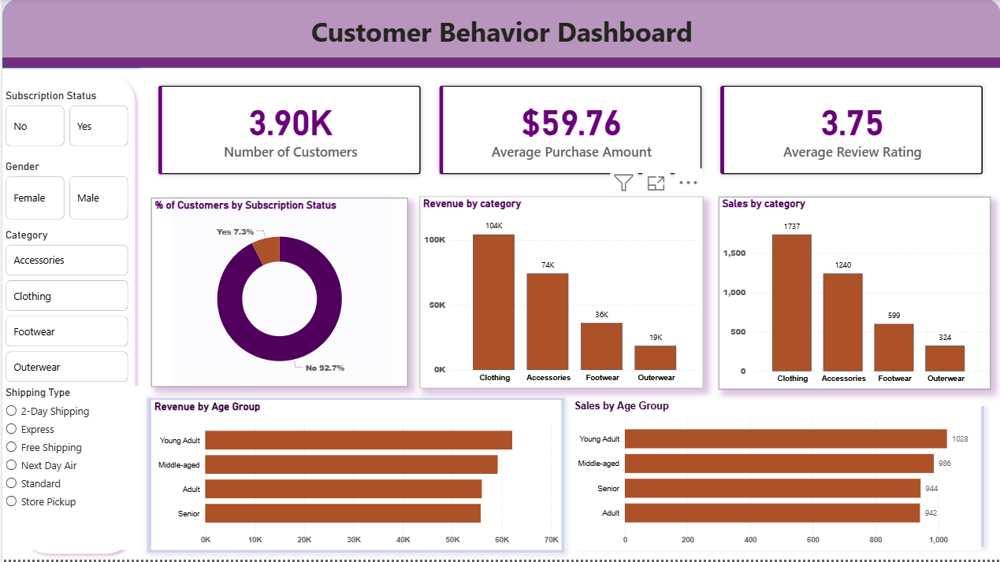 Customer Behavior Dashboard
Subscription Status
No
Yes
Gender
Female
Male
Category
Accessories
Clothing
Footwear
Outerwear
Shipping Type
2-Day Shipping
Express
Free Shipping
Next Day Air
Standard
Store Pickup
3.90K
Number of Customers
$59.76
Average Purchase Amount
3.75
Average Review Rating
% of Customers by Subscription Status
Yes 7.3%
No 92.7%
Revenue by category
100K
50K
0K
104K
74K
36K
19K
Clothing
Accessories
Footwear
Outerwear
Sales by category
1,500
1,000
500
0
1737
1240
599
324
Clothing
Accessories
Footwear
Outerwear
Revenue by Age Group
Young Adult
Middle-aged
Adult
Senior
0K
10K
20K
30K
40K
50K
60K
70K
Sales by Age Group
Young Adult
1028
Middle-aged
986
Senior
944
Adult
942
0
200
400
600
800
1,000